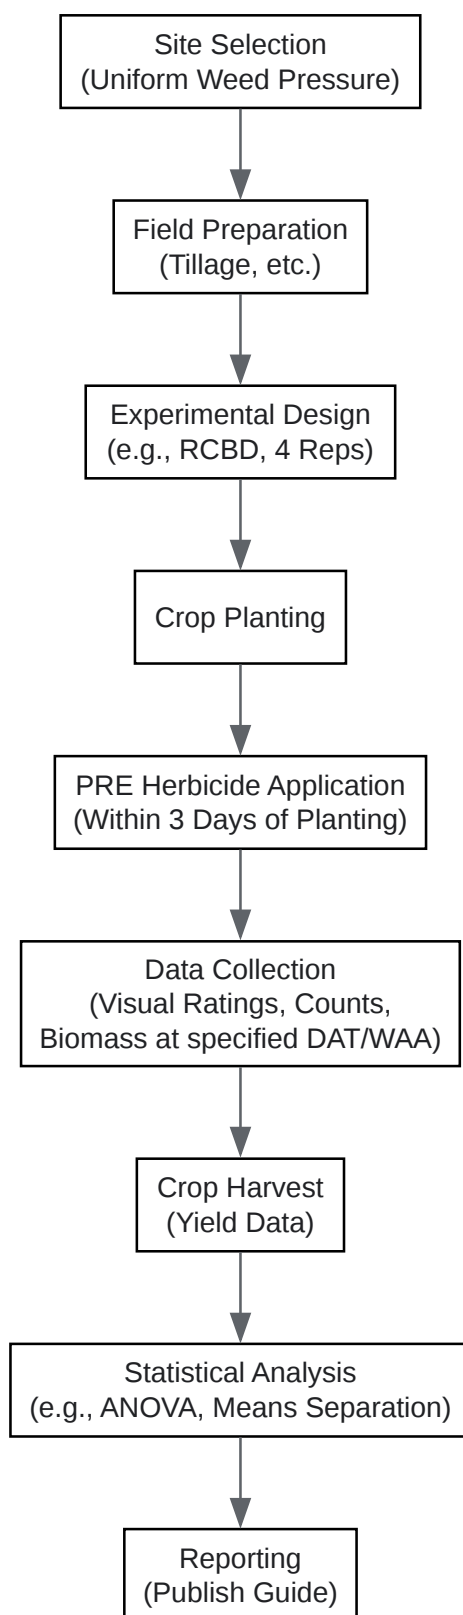 Site Selection
(Uniform Weed Pressure)
Field Preparation
(Tillage, etc.)
Experimental Design
(e.g., RCBD, 4 Reps)
Crop Planting
PRE Herbicide Application
(Within 3 Days of Planting)
Data Collection
(Visual Ratings, Counts,
Biomass at specified DAT/WAA)
Crop Harvest
(Yield Data)
Statistical Analysis
(e.g., ANOVA, Means Separation)
Reporting
(Publish Guide)